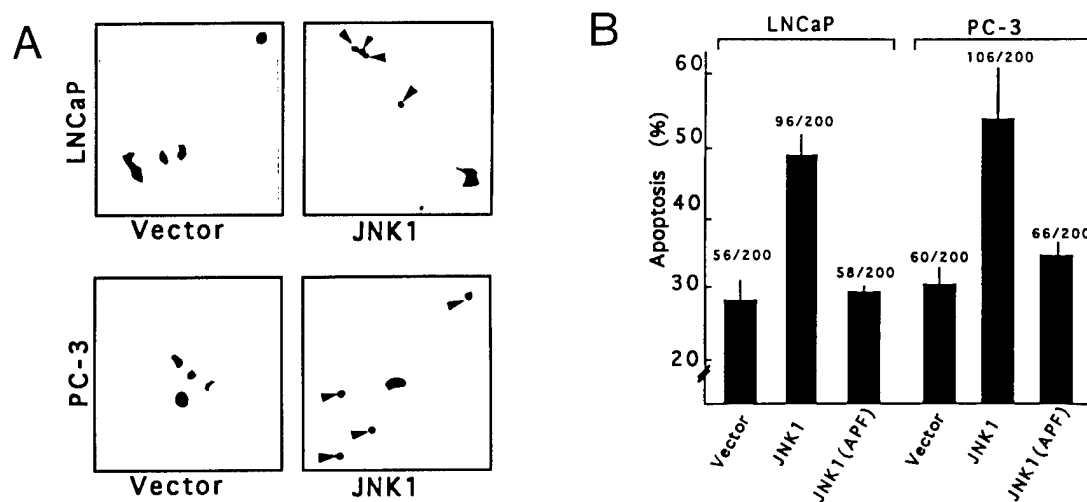 A
LNCaP
Vector
JNK1
PC-3
Vector
JNK1
B
LNCaP
PC-3
Apoptosis (%)
60
50
40
30
20
56/200
96/200
58/200
60/200
106/200
66/200
Vector
JNK1
JNK1(APF)
Vector
JNK1
JNK1(APF)